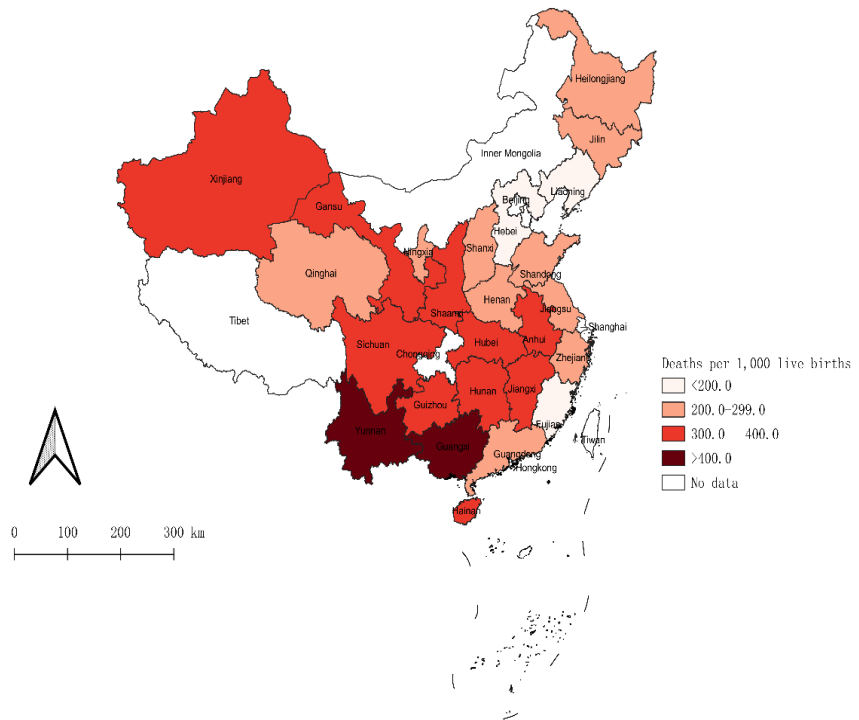 Heilongjiang
Jilin
Inner Mongolia
Liaoning
Xinjiang
Beijing
Gansu
Hebei
Ningxia
Shanxi
Qinghai
Shandong
Henan
Tibet
Shaanxi
Jiangsu
Shanghai
Sichuan
Hubei
Anhui
Chongqing
Zhejiang
Deaths per 1,000 live births
<200.0
Hunan
Jiangxi
Guizhou
200.0-299.0
Fujian
300.0 400.0
Yunnan
Guangxi
Tiwan
Guangdong
>400.0
Hongkong
No data
Hainan
0 100 200 300 km